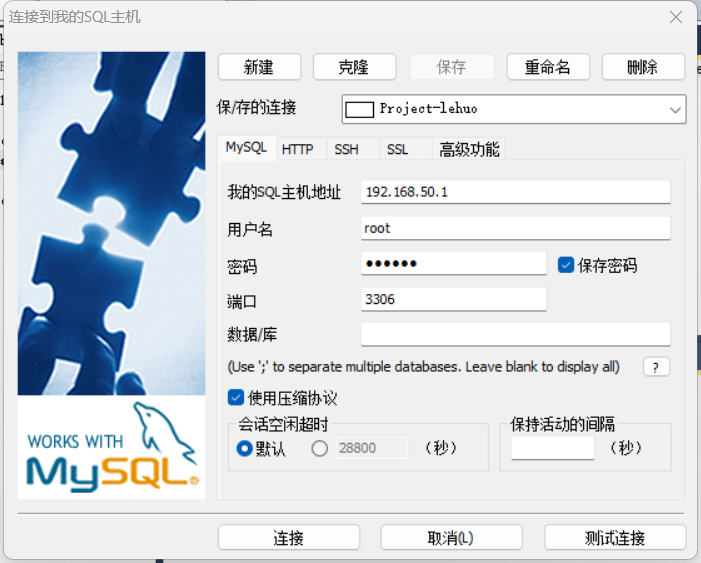 连接到我的SQL主机
新建
克隆
保存
重命名
删除
保/存的连接
Project-lehuo
MySQL
HTTP
SSH
SSL
高级功能
我的SQL主机地址
192.168.50.1
用户名
root
密码
●●●●●●
保存密码
端口
3306
数据/库
(Use ';' to separate multiple databases. Leave blank to display all)
?
使用压缩协议
会话空闲超时
默认
28800
(秒)
保持活动的间隔
(秒)
WORKS WITH
MySQL®
连接
取消(L)
测试连接